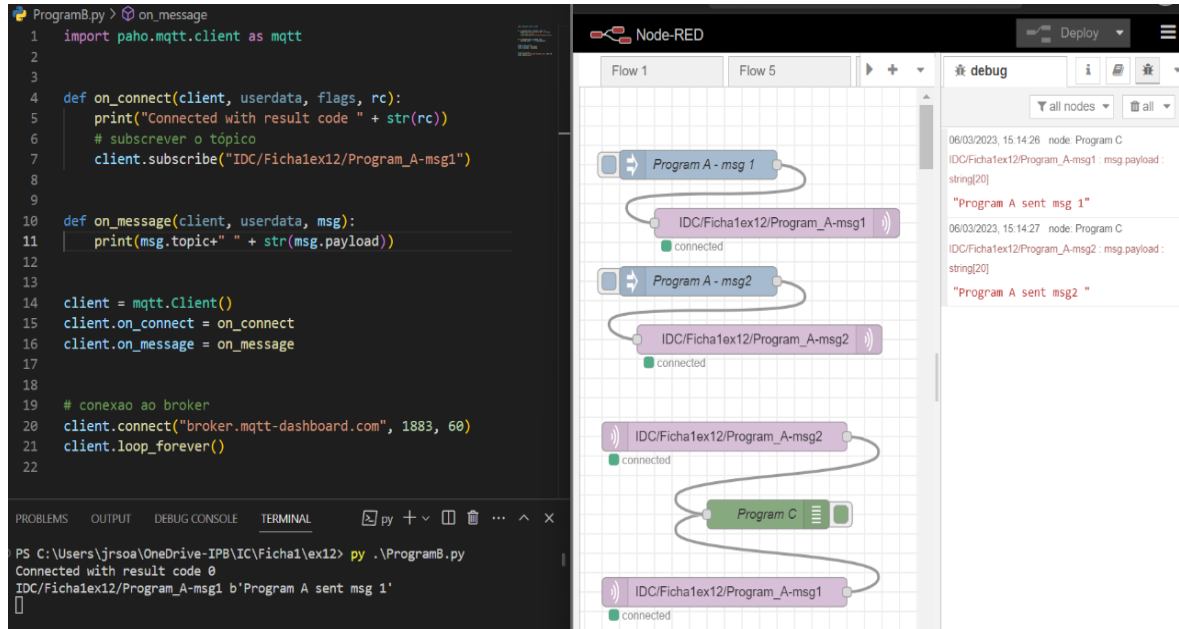 ProgramB.py > on_message
1 import paho.mqtt.client as mqtt
2
3
4 def on_connect(client, userdata, flags, rc):
5 print("Connected with result code " + str(rc))
6 # subscrever o tópico
7 client.subscribe("IDC/Ficha1ex12/Program_A-msg1")
8
9
10 def on_message(client, userdata, msg):
11 print(msg.topic+" " + str(msg.payload))
12
13
14 client = mqtt.Client()
15 client.on_connect = on_connect
16 client.on_message = on_message
17
18
19 # conexao ao broker
20 client.connect("broker.mqtt-dashboard.com", 1883, 60)
21 client.loop_forever()
22
PROBLEMS OUTPUT DEBUG CONSOLE TERMINAL py
PS C:\Users\jrsoa\OneDrive-IPB\IC\Ficha1\ex12> py .\ProgramB.py
Connected with result code 0
IDC/Ficha1ex12/Program_A-msg1 b'Program A sent msg 1'
Node-RED
Deploy
Flow 1 Flow 5
Program A - msg 1
IDC/Ficha1ex12/Program_A-msg1
connected
Program A - msg2
IDC/Ficha1ex12/Program_A-msg2
connected
IDC/Ficha1ex12/Program_A-msg2
connected
Program C
IDC/Ficha1ex12/Program_A-msg1
connected
debug i
all nodes all
06/03/2023, 15:14:26 node: Program C
IDC/Ficha1ex12/Program_A-msg1 : msg.payload :
string[20]
"Program A sent msg 1"
06/03/2023, 15:14:27 node: Program C
IDC/Ficha1ex12/Program_A-msg2 : msg.payload :
string[20]
"Program A sent msg2 "